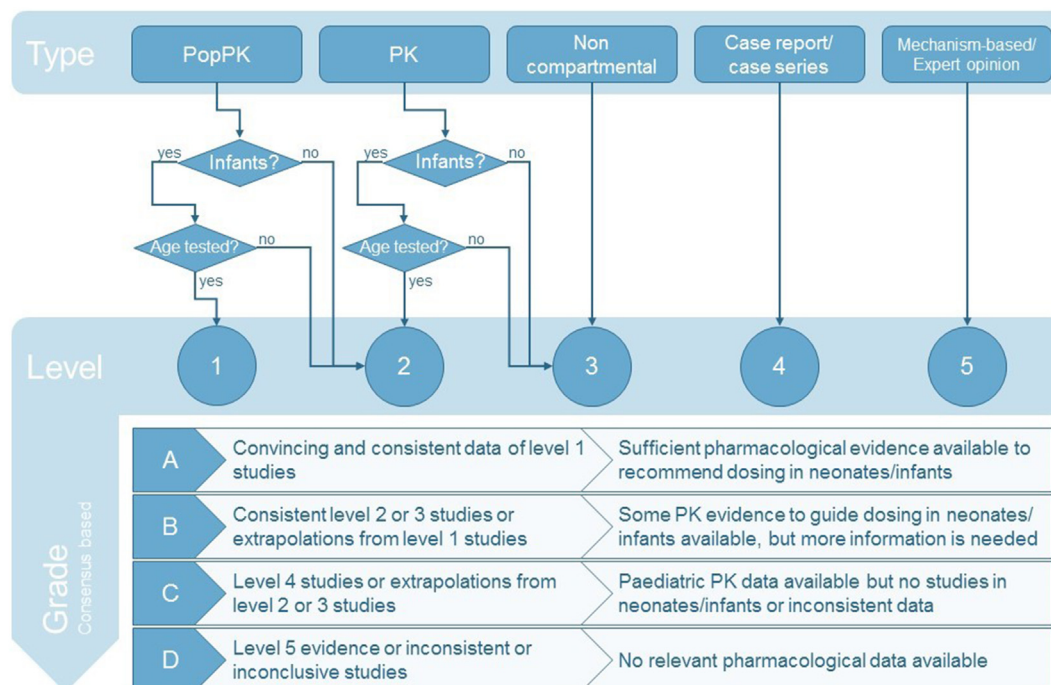 Type
PopPK
PK
Non
compartmental
Case report/
case series
Mechanism-based/
Expert opinion
yes
Infants?
no
yes
Infants?
no
Age tested?
no
Age tested?
no
yes
yes
Level
1
2
3
4
5
Grade
Consensus based
A
Convincing and consistent data of level 1
studies
Sufficient pharmacological evidence available to
recommend dosing in neonates/infants
B
Consistent level 2 or 3 studies or
extrapolations from level 1 studies
Some PK evidence to guide dosing in neonates/
infants available, but more information is needed
C
Level 4 studies or extrapolations from
level 2 or 3 studies
Paediatric PK data available but no studies in
neonates/infants or inconsistent data
D
Level 5 evidence or inconsistent or
inconclusive studies
No relevant pharmacological data available